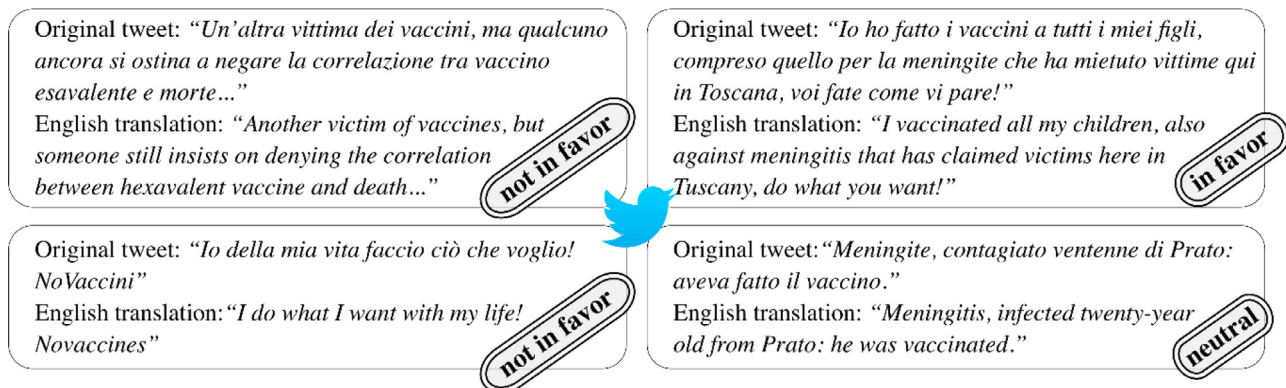 Original tweet: “Un’altra vittima dei vaccini, ma qualcuno
ancora si ostina a negare la correlazione tra vaccino
esavalente e morte...”
English translation: “Another victim of vaccines, but
someone still insists on denying the correlation
between hexavalent vaccine and death...”
not in favor
Original tweet: “Io ho fatto i vaccini a tutti i miei figli,
compreso quello per la meningite che ha mietuto vittime qui
in Toscana, voi fate come vi pare!”
English translation: “I vaccinated all my children, also
against meningitis that has claimed victims here in
Tuscany, do what you want!”
in favor
Original tweet: “Io della mia vita faccio ciò che voglio!
NoVaccini”
English translation:“I do what I want with my life!
Novaccines”
not in favor
Original tweet:“Meningite, contagiato ventenne di Prato:
aveva fatto il vaccino.”
English translation: “Meningitis, infected twenty-year
old from Prato: he was vaccinated.”
neutral